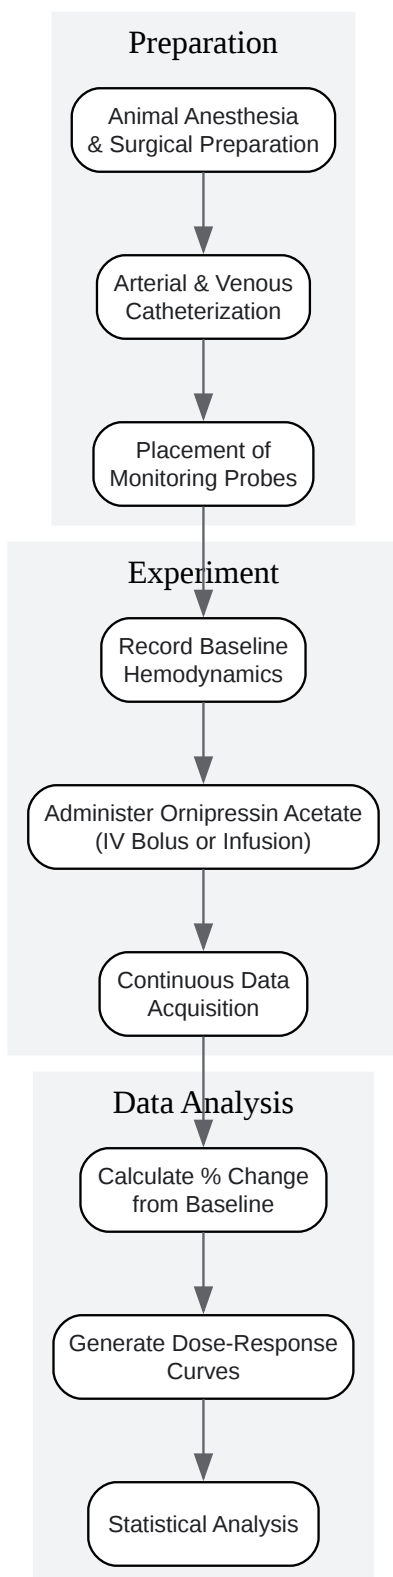 Preparation
Animal Anesthesia
& Surgical Preparation
Arterial & Venous
Catheterization
Placement of
Monitoring Probes
Experiment
Record Baseline
Hemodynamics
Administer Ornipressin Acetate
(IV Bolus or Infusion)
Continuous Data
Acquisition
Data Analysis
Calculate % Change
from Baseline
Generate Dose-Response
Curves
Statistical Analysis